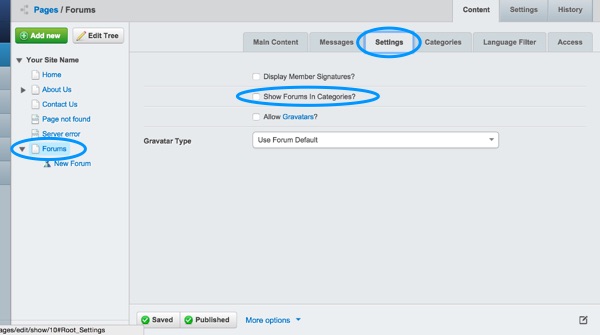 Pages / Forums
Content
Settings
History
Add new
Edit Tree
Main Content
Messages
Settings
Categories
Language Filter
Access
Your Site Name
Home
About Us
Contact Us
Page not found
Server error
Forums
New Forum
Display Member Signatures?
Show Forums In Categories?
Allow Gravatars?
Gravatar Type
Use Forum Default
Saved
Published
More options
ages/edit/show/10#Root_Settings